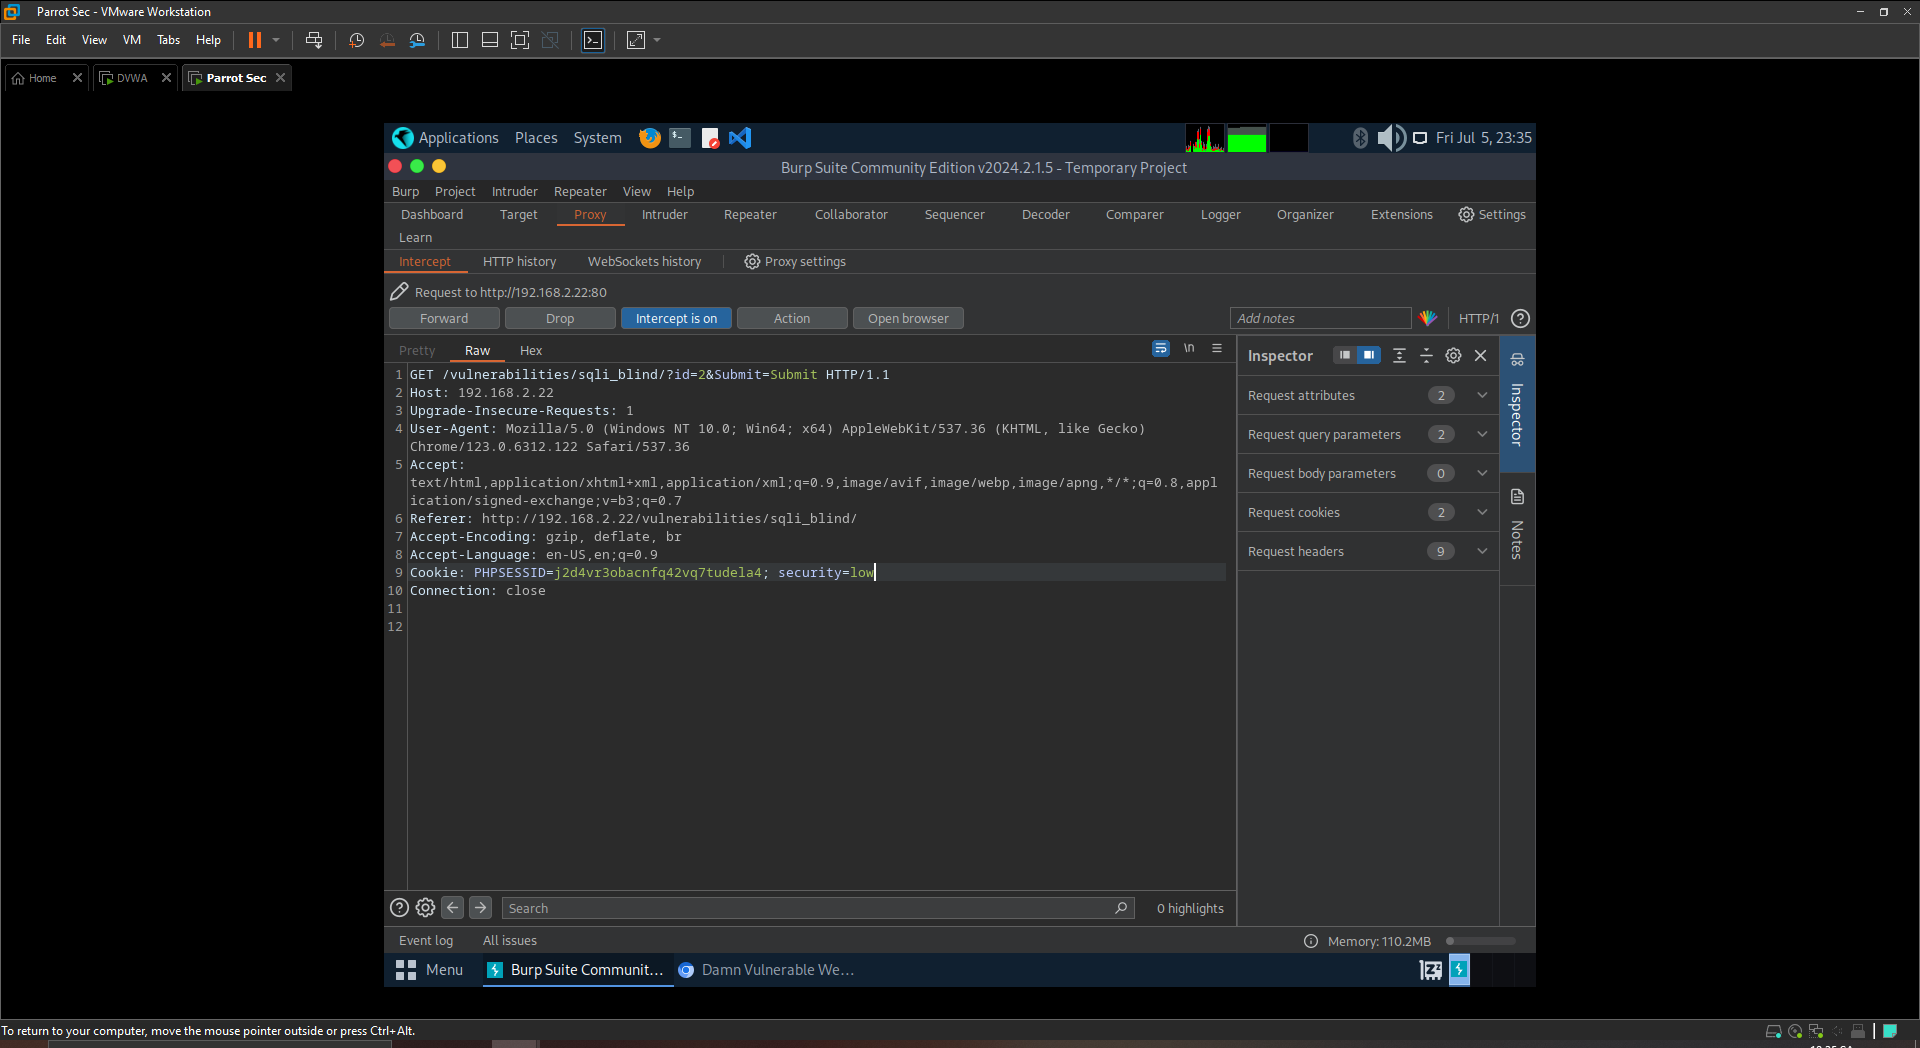 Parrot Sec - VMware Workstation
File Edit View VM Tabs Help
Home DVWA Parrot Sec
Applications Places System Fri Jul 5, 23:35
Burp Suite Community Edition v2024.2.1.5 - Temporary Project
Burp Project Intruder Repeater View Help
Dashboard Target Proxy Intruder Repeater Collaborator Sequencer Decoder Comparer Logger Organizer Extensions Settings
Learn
Intercept HTTP history WebSockets history Proxy settings
Request to http://192.168.2.22:80
Forward Drop Intercept is on Action Open browser Add notes HTTP/1
Pretty Raw Hex \n
Inspector
1 GET /vulnerabilities/sqli_blind/?id=2&Submit=Submit HTTP/1.1
2 Host: 192.168.2.22
3 Upgrade-Insecure-Requests: 1
4 User-Agent: Mozilla/5.0 (Windows NT 10.0; Win64; x64) AppleWebKit/537.36 (KHTML, like Gecko)
Chrome/123.0.6312.122 Safari/537.36
5 Accept:
text/html,application/xhtml+xml,application/xml;q=0.9,image/avif,image/webp,image/apng,*/*;q=0.8,appl
ication/signed-exchange;v=b3;q=0.7
6 Referer: http://192.168.2.22/vulnerabilities/sqli_blind/
7 Accept-Encoding: gzip, deflate, br
8 Accept-Language: en-US,en;q=0.9
9 Cookie: PHPSESSID=j2d4vr3obacnfq42vq7tudela4; security=low
10 Connection: close
11
12
Request attributes 2
Request query parameters 2
Request body parameters 0
Request cookies 2
Request headers 9
Inspector
Notes
Search 0 highlights
Event log All issues Memory: 110.2MB
Menu Burp Suite Communit... Damn Vulnerable We...
To return to your computer, move the mouse pointer outside or press Ctrl+Alt.